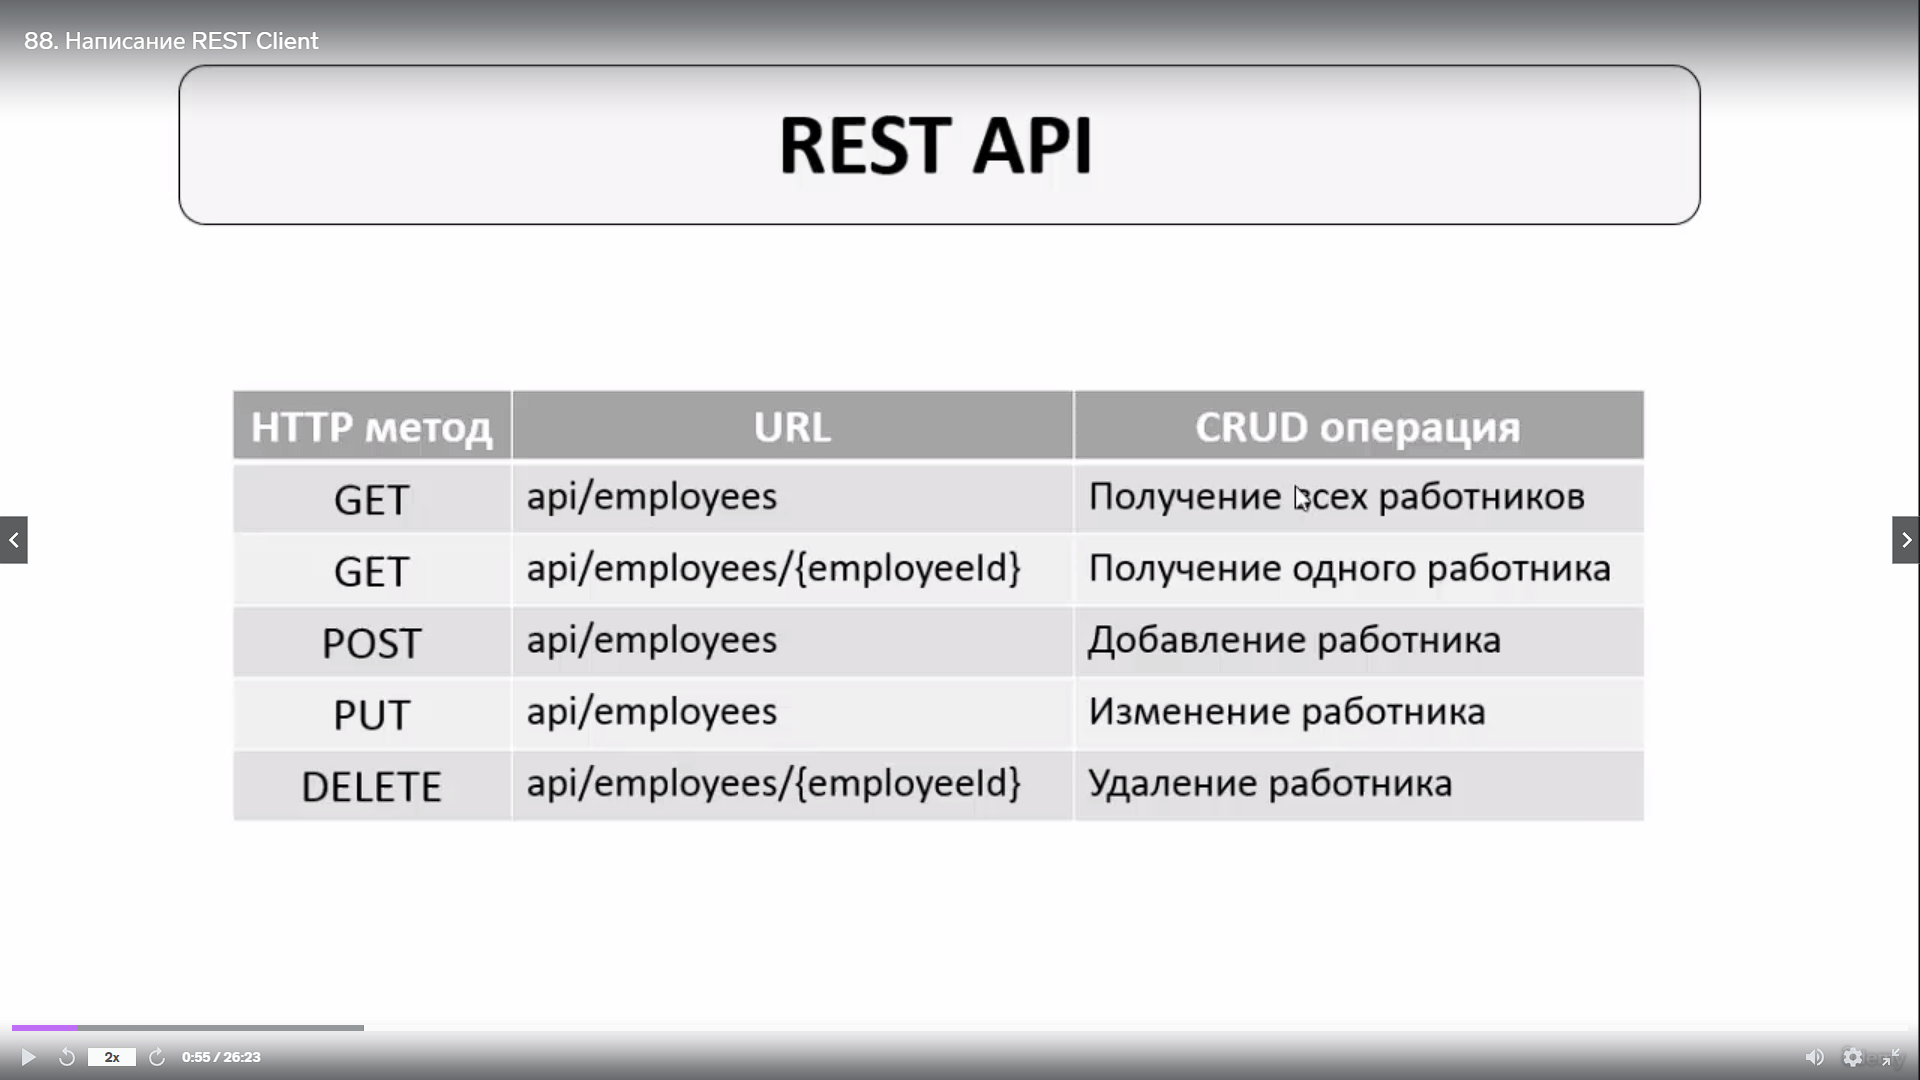 88. Написание REST Client
REST API
HTTP метод URL CRUD операция
GET api/employees Получение всех работников
GET api/employees/{employeeId} Получение одного работника
POST api/employees Добавление работника
PUT api/employees Изменение работника
DELETE api/employees/{employeeId} Удаление работника
2x 0:55 / 26:23